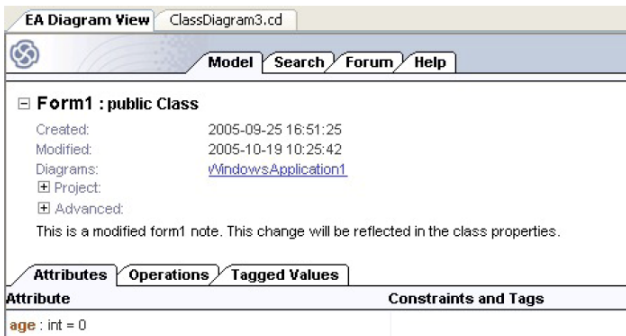 EA Diagram View ClassDiagram3.cd
Model Search Forum Help
Form1 : public Class
Created: 2005-09-25 16:51:25
Modified: 2005-10-19 10:25:42
Diagrams: WindowsApplication1
Project:
Advanced:
This is a modified form1 note. This change will be reflected in the class properties.
Attributes Operations Tagged Values
Attribute Constraints and Tags
age : int = 0